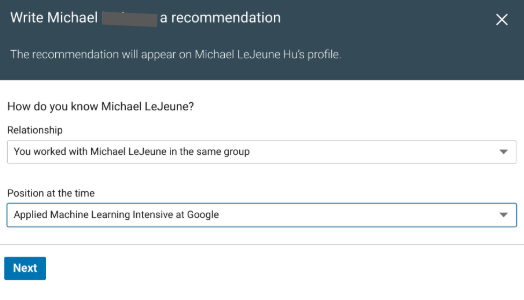 Write Michael a recommendation
The recommendation will appear on Michael LeJeune Hu's profile.
How do you know Michael LeJeune?
Relationship
You worked with Michael LeJeune in the same group
Position at the time
Applied Machine Learning Intensive at Google
Next